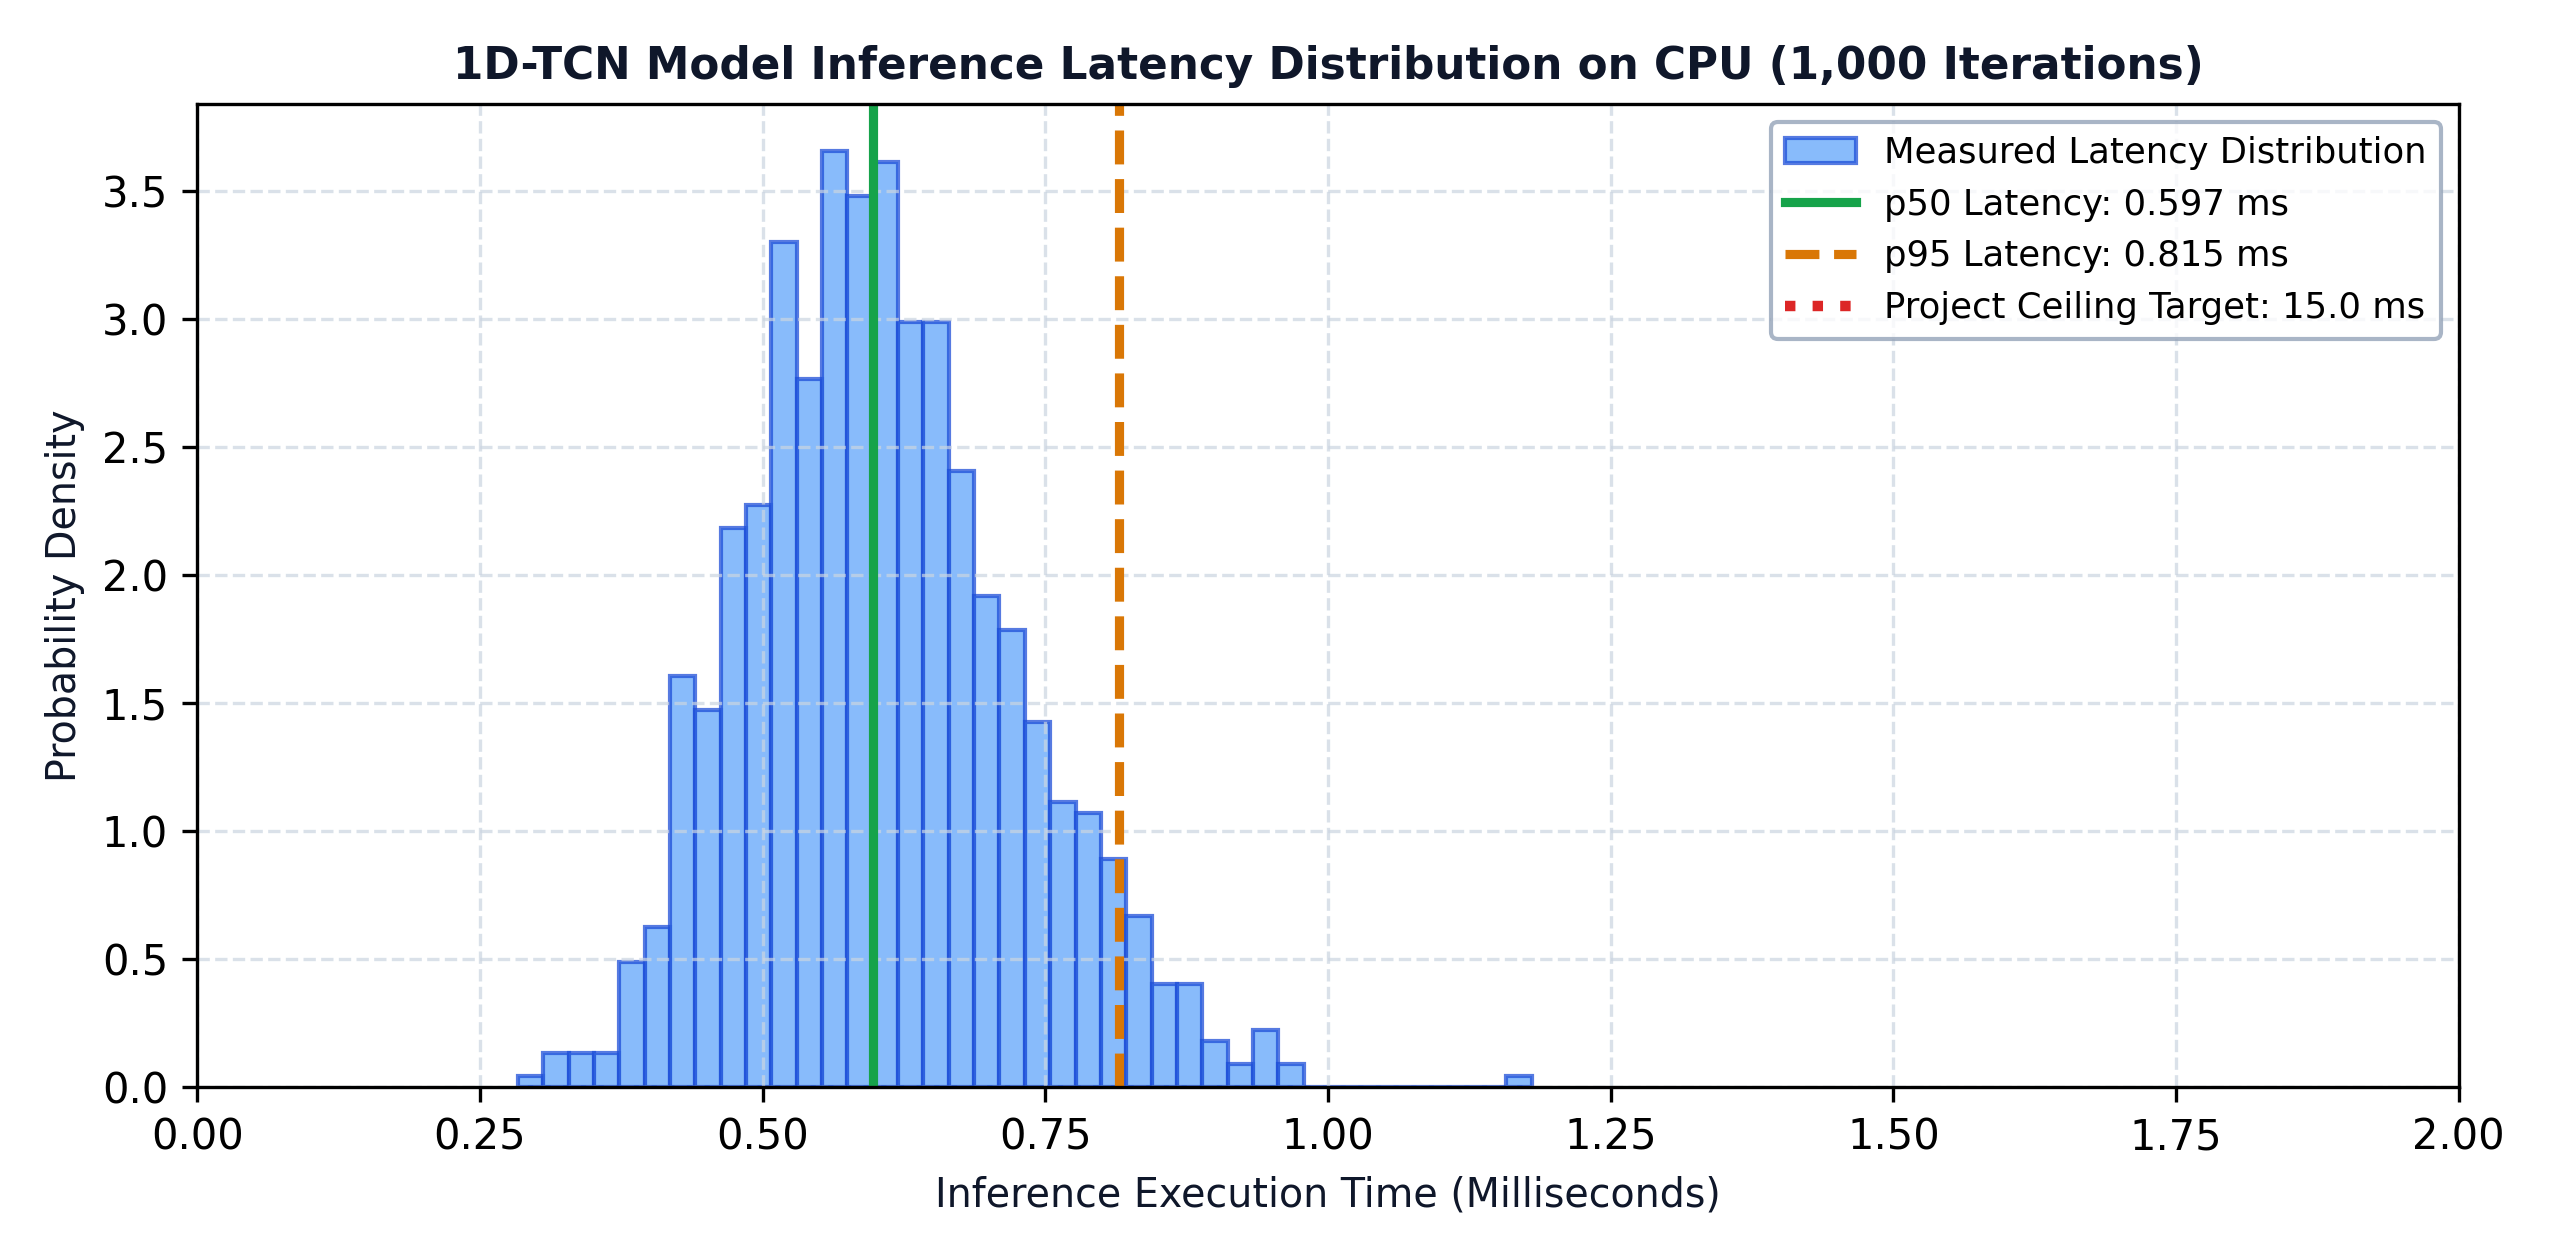 1D-TCN Model Inference Latency Distribution on CPU (1,000 Iterations)
Measured Latency Distribution
p50 Latency: 0.597 ms
p95 Latency: 0.815 ms
Project Ceiling Target: 15.0 ms
Probability Density
3.5
3.0
2.5
2.0
1.5
1.0
0.5
0.0
0.00 0.25 0.50 0.75 1.00 1.25 1.50 1.75 2.00
Inference Execution Time (Milliseconds)